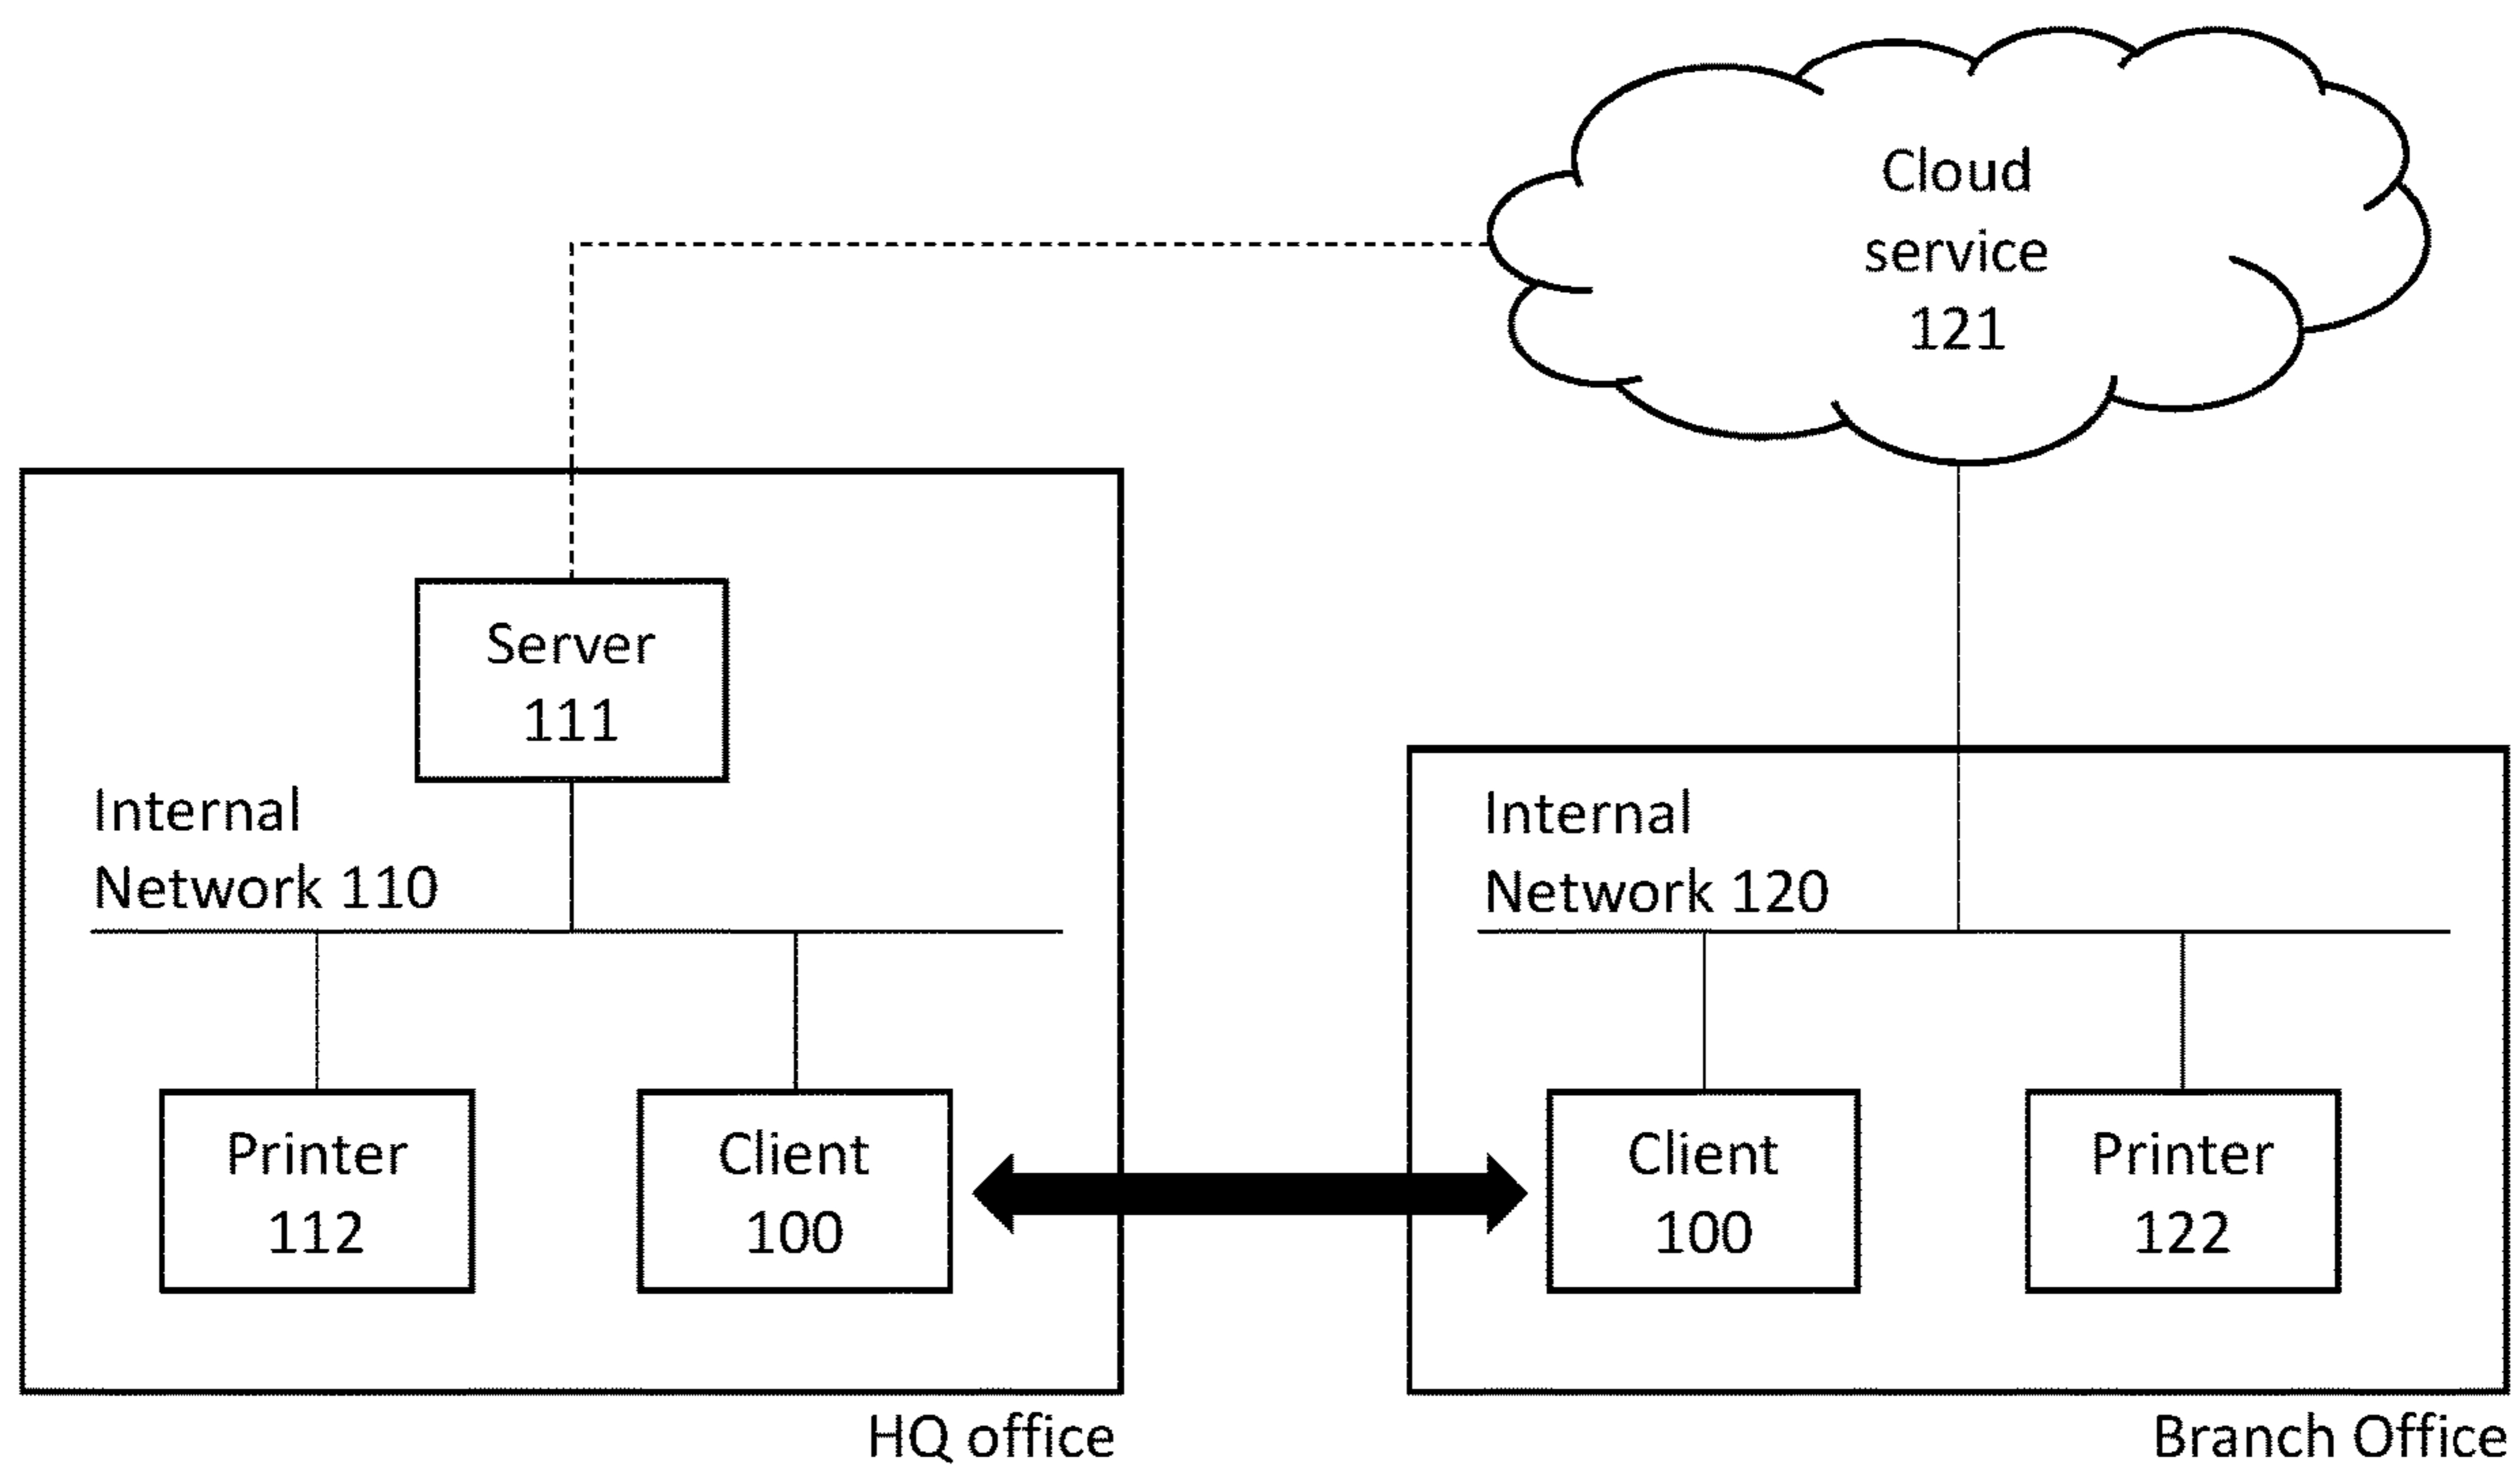 Cloud
service
121
Server
111
Internal
Network 110
Printer
112
Client
100
HQ office
Internal
Network 120
Client
100
Printer
122
Branch Office